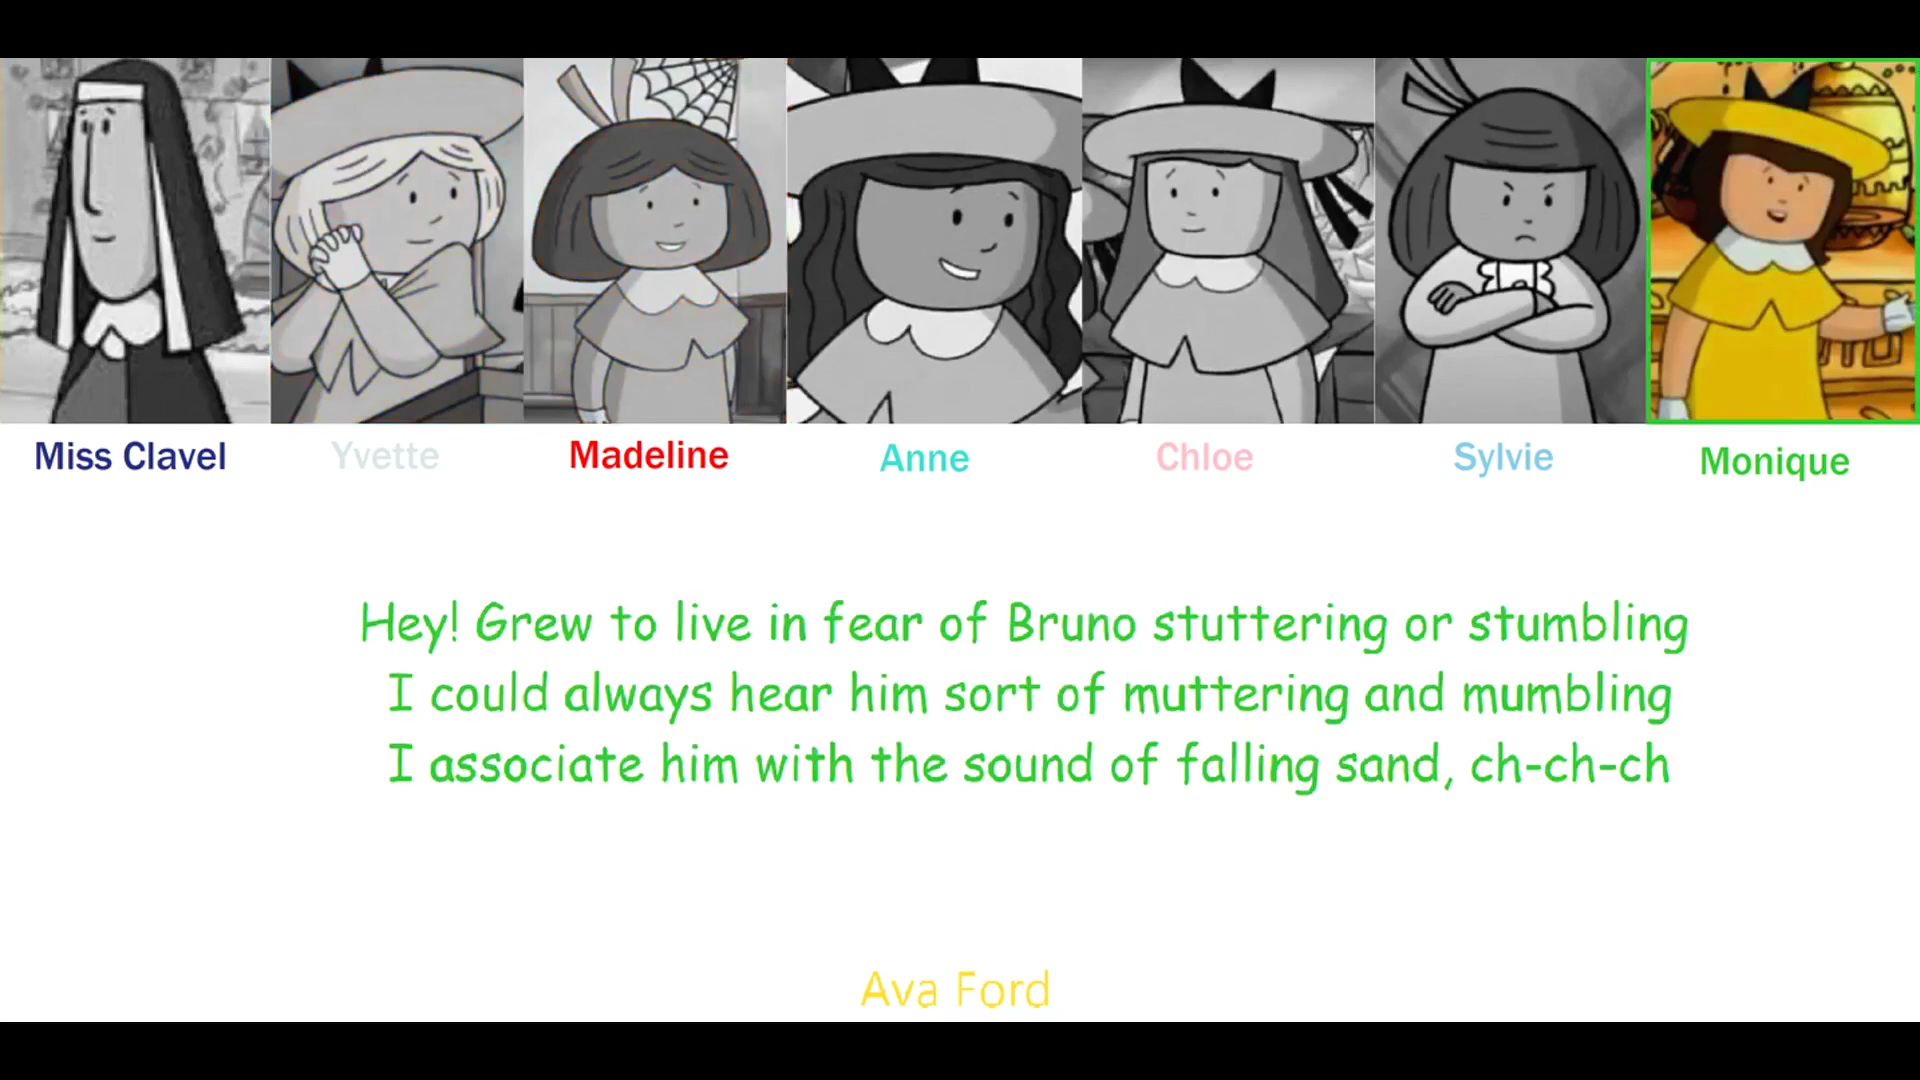 Miss Clavel
Yvette
Madeline
Anne
Chloe
Sylvie
Monique
Hey! Grew to live in fear of Bruno stuttering or stumbling
I could always hear him sort of muttering and mumbling
I associate him with the sound of falling sand, ch-ch-ch
Ava Ford